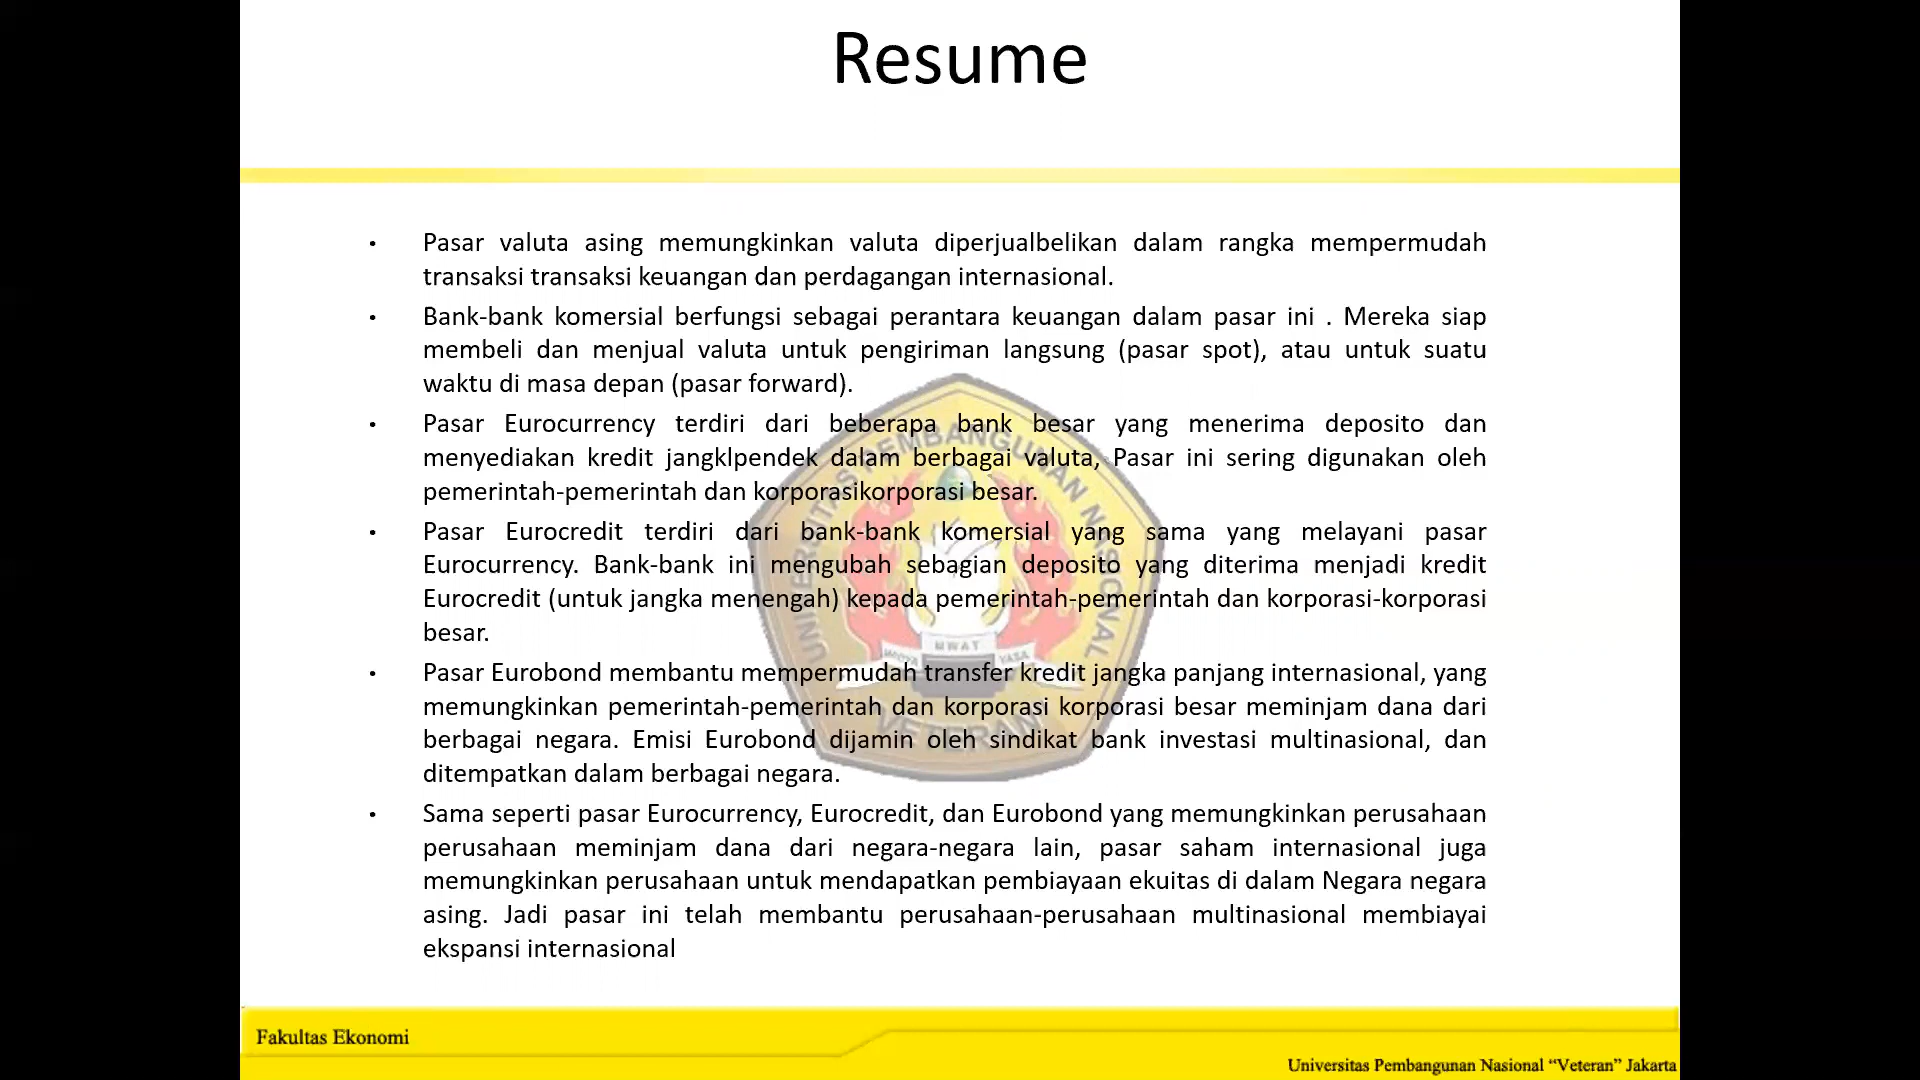 Resume
• Pasar valuta asing memungkinkan valuta diperjualbelikan dalam rangka mempermudah
transaksi transaksi keuangan dan perdagangan internasional.
• Bank-bank komersial berfungsi sebagai perantara keuangan dalam pasar ini . Mereka siap
membeli dan menjual valuta untuk pengiriman langsung (pasar spot), atau untuk suatu
waktu di masa depan (pasar forward).
• Pasar Eurocurrency terdiri dari beberapa bank besar yang menerima deposito dan
menyediakan kredit jangklpendek dalam berbagai valuta, Pasar ini sering digunakan oleh
pemerintah-pemerintah dan korporasikorporasi besar.
• Pasar Eurocredit terdiri dari bank-bank komersial yang sama yang melayani pasar
Eurocurrency. Bank-bank ini mengubah sebagian deposito yang diterima menjadi kredit
Eurocredit (untuk jangka menengah) kepada pemerintah-pemerintah dan korporasi-korporasi
besar.
• Pasar Eurobond membantu mempermudah transfer kredit jangka panjang internasional, yang
memungkinkan pemerintah-pemerintah dan korporasi korporasi besar meminjam dana dari
berbagai negara. Emisi Eurobond dijamin oleh sindikat bank investasi multinasional, dan
ditempatkan dalam berbagai negara.
• Sama seperti pasar Eurocurrency, Eurocredit, dan Eurobond yang memungkinkan perusahaan
perusahaan meminjam dana dari negara-negara lain, pasar saham internasional juga
memungkinkan perusahaan untuk mendapatkan pembiayaan ekuitas di dalam Negara negara
asing. Jadi pasar ini telah membantu perusahaan-perusahaan multinasional membiayai
ekspansi internasional
UNIVERSITAS PEMBANGUNAN NASIONAL
VETERAN
Fakultas Ekonomi
Universitas Pembangunan Nasional “Veteran” Jakarta